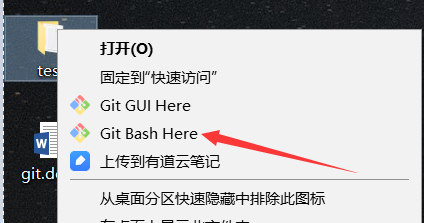 打开(O)
固定到“快速访问”
Git GUI Here
Git Bash Here
上传到有道云笔记
从桌面分区快速隐藏中排除此图标
tes
git.do